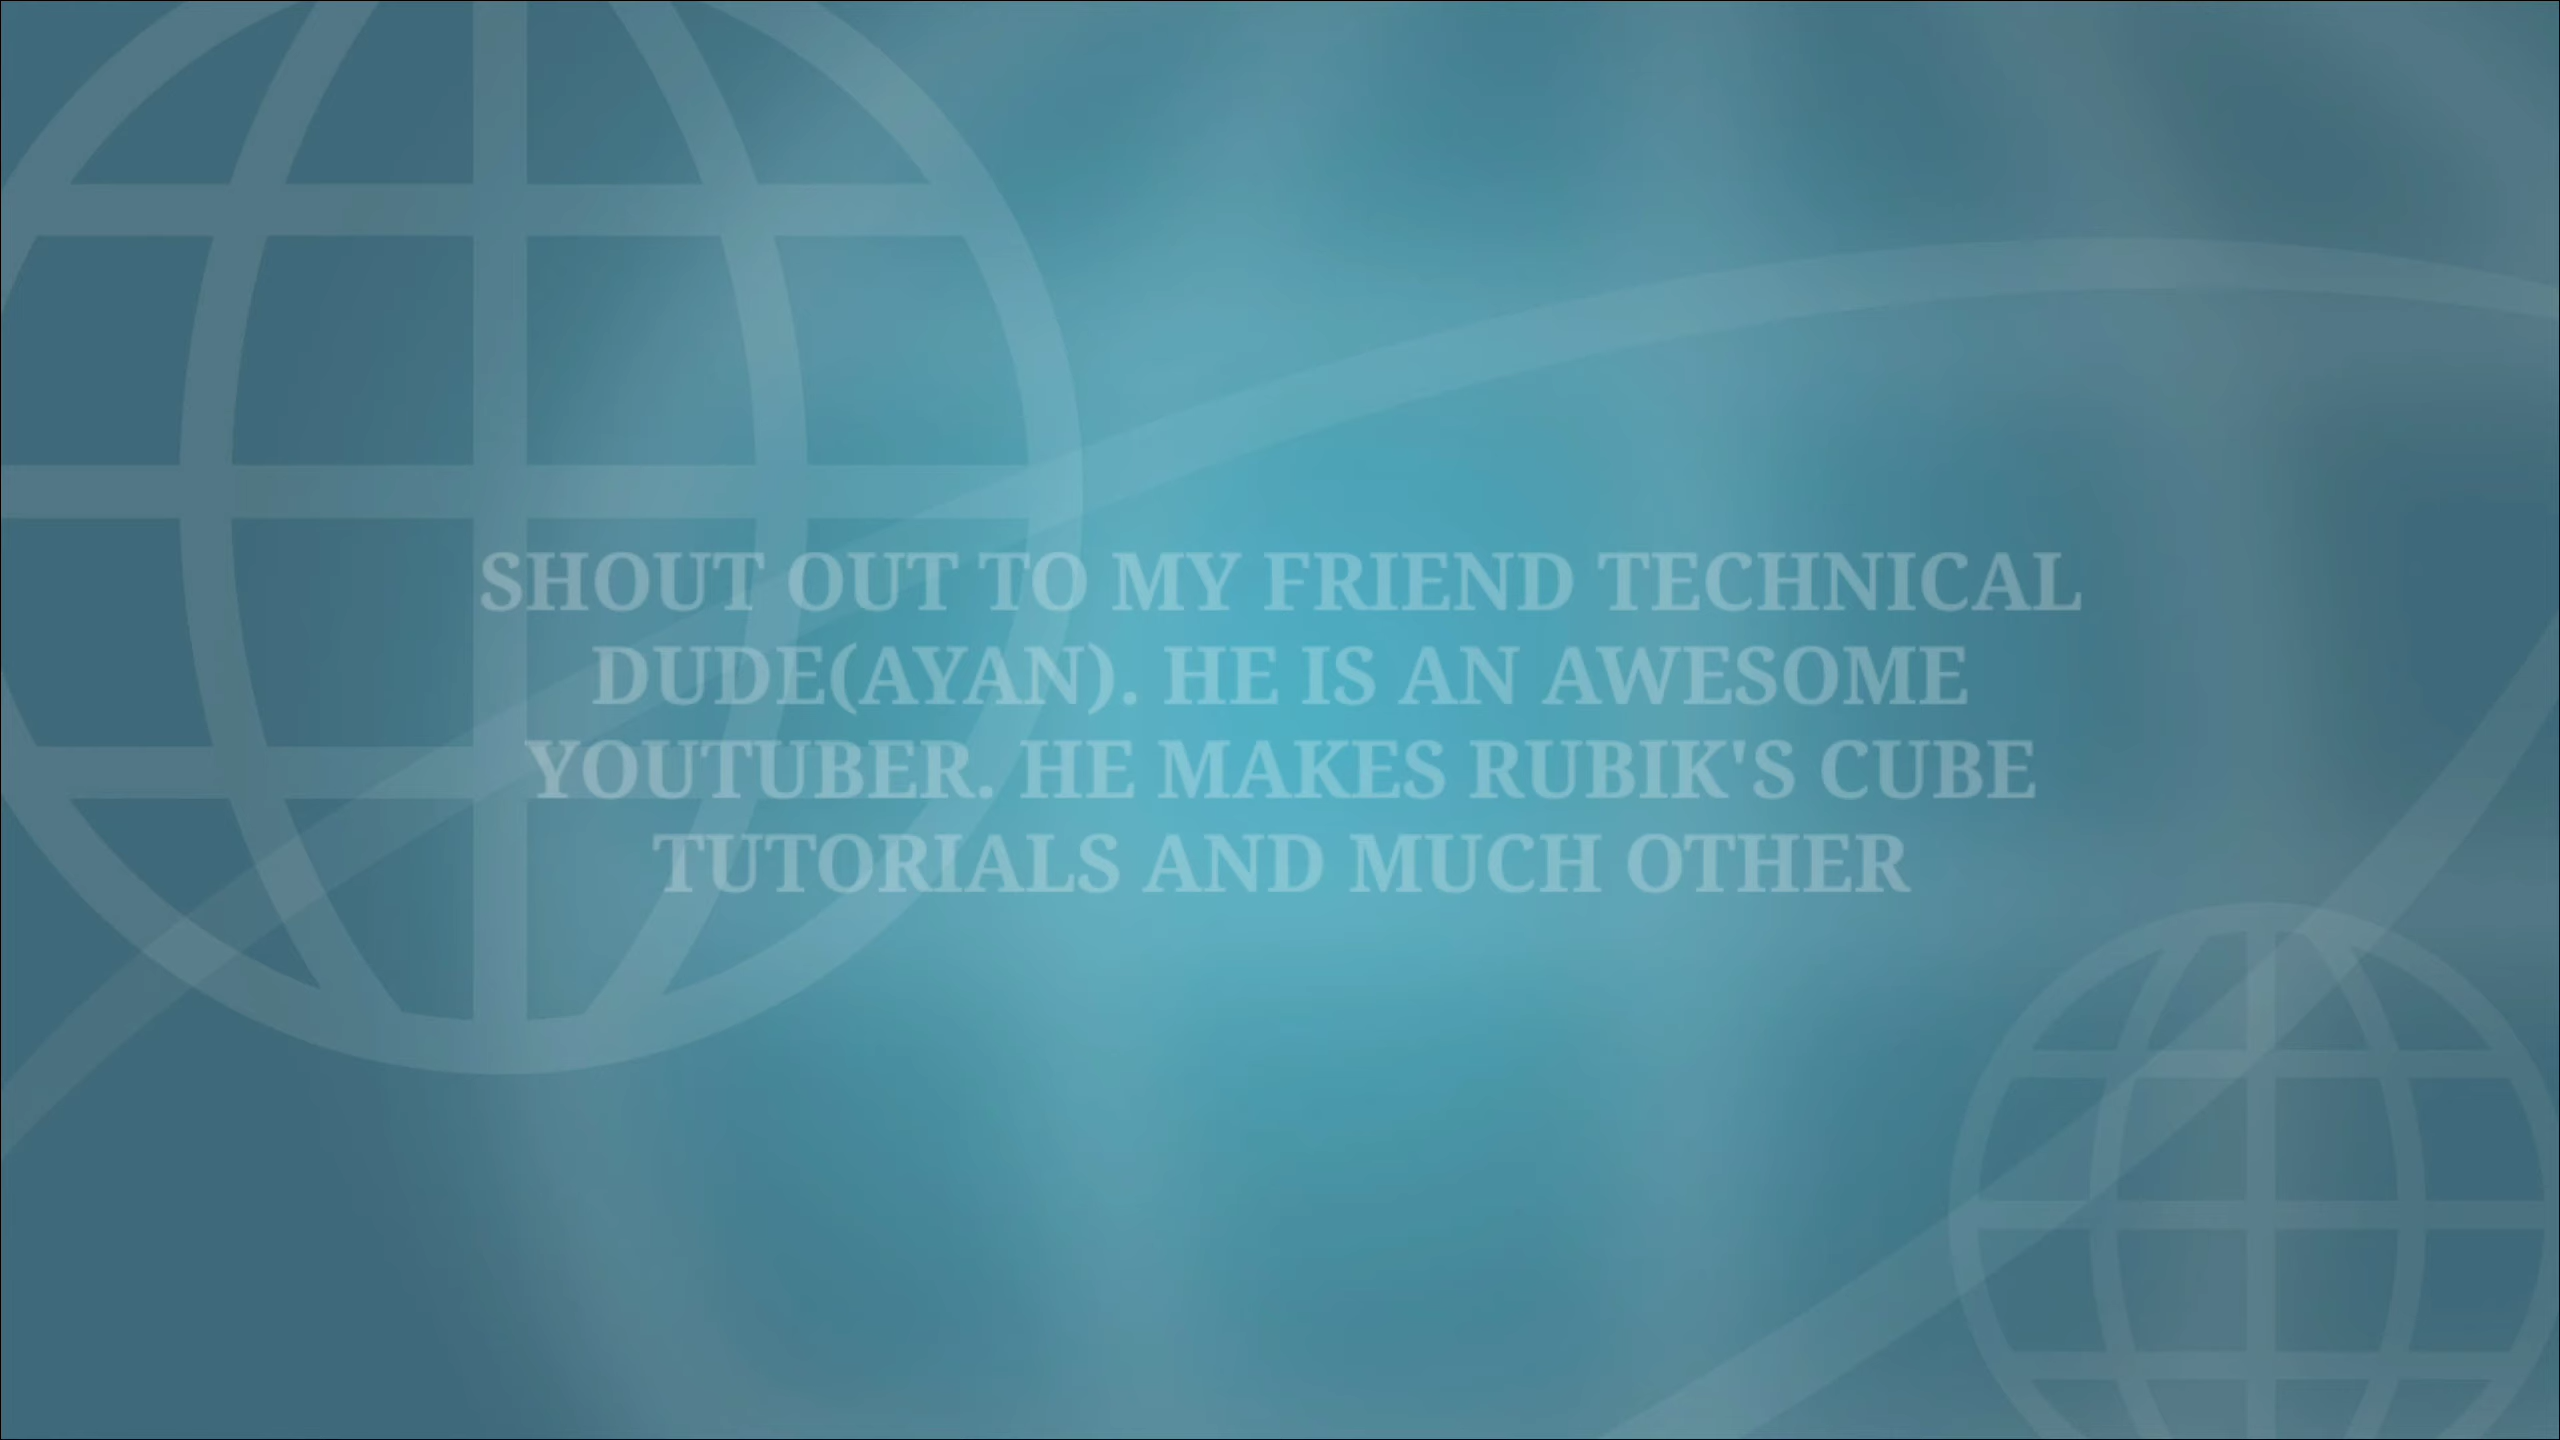 SHOUT OUT TO MY FRIEND TECHNICAL
DUDE(AYAN). HE IS AN AWESOME
YOUTUBER. HE MAKES RUBIK'S CUBE
TUTORIALS AND MUCH OTHER